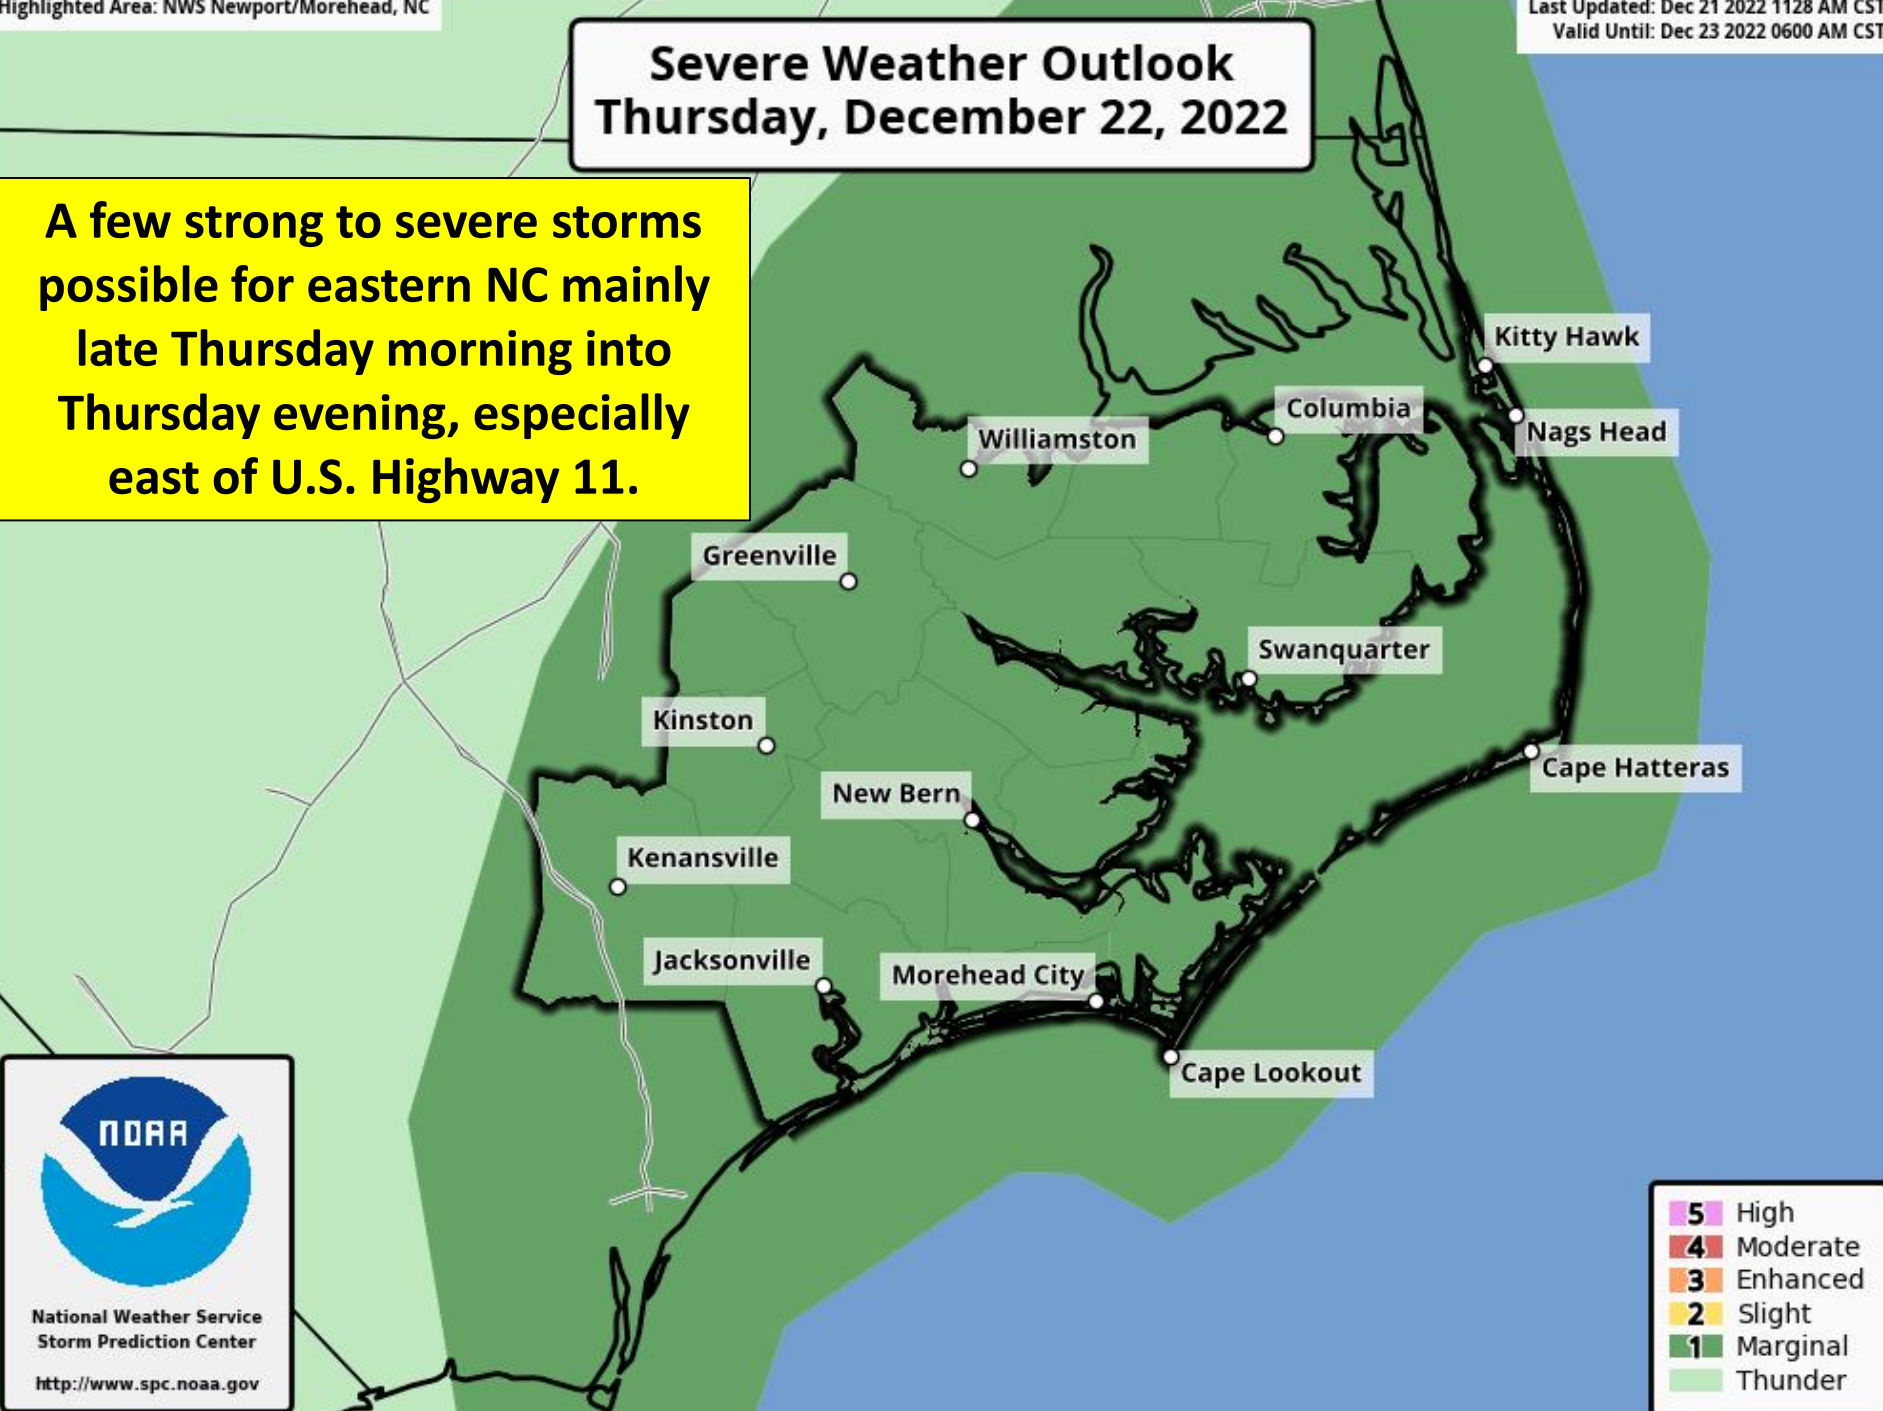 Highlighted Area: NWS Newport/Morehead, NC
Last Updated: Dec 21 2022 1128 AM CST
Valid Until: Dec 23 2022 0600 AM CST
Severe Weather Outlook
Thursday, December 22, 2022
A few strong to severe storms
possible for eastern NC mainly
late Thursday morning into
Thursday evening, especially
east of U.S. Highway 11.
Kitty Hawk
Columbia
Nags Head
Williamston
Greenville
Swanquarter
Kinston
Cape Hatteras
New Bern
Kenansville
Jacksonville
Morehead City
Cape Lookout
NOAA
National Weather Service
Storm Prediction Center
http://www.spc.noaa.gov
5 High
4 Moderate
3 Enhanced
2 Slight
1 Marginal
Thunder